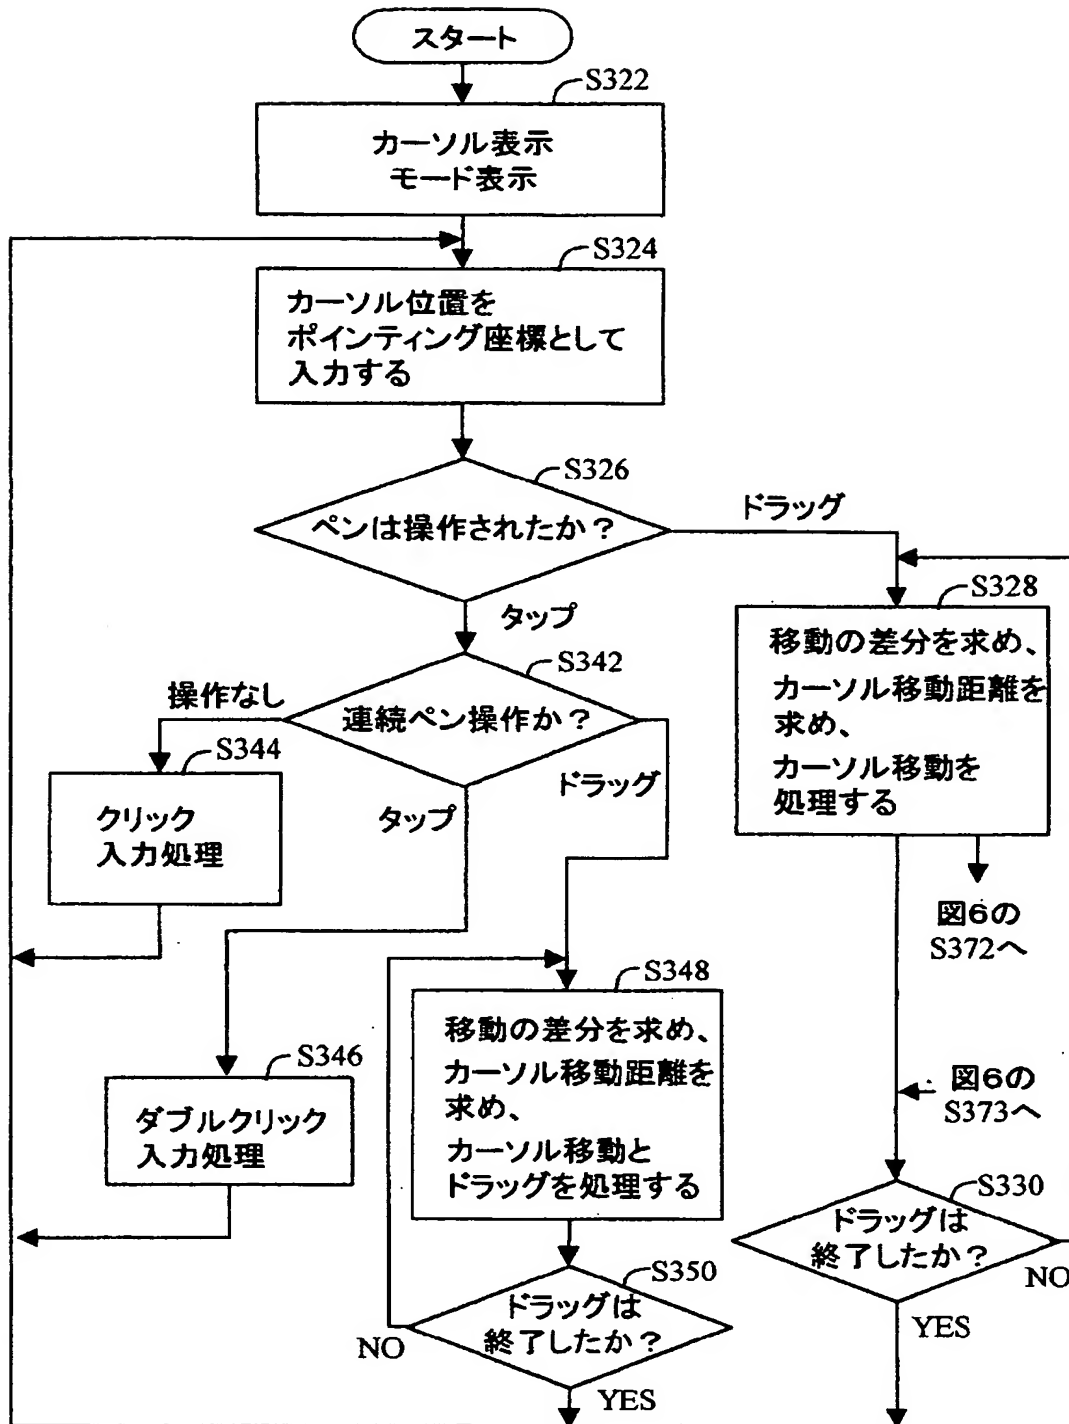 スタート
S322
カーソル表示
モード表示
S324
カーソル位置を
ポインティング座標として
入力する
S326
ペンは操作されたか？
ドラッグ
タップ
S328
移動の差分を求め、
カーソル移動距離を
求め、
カーソル移動を
処理する
図6の
S372へ
S342
連続ペン操作か？
操作なし
タップ
ドラッグ
S344
クリック
入力処理
S346
ダブルクリック
入力処理
S348
移動の差分を求め、
カーソル移動距離を
求め、
カーソル移動と
ドラッグを処理する
図6の
S373へ
S330
ドラッグは
終了したか？
NO
YES
S350
ドラッグは
終了したか？
NO
YES